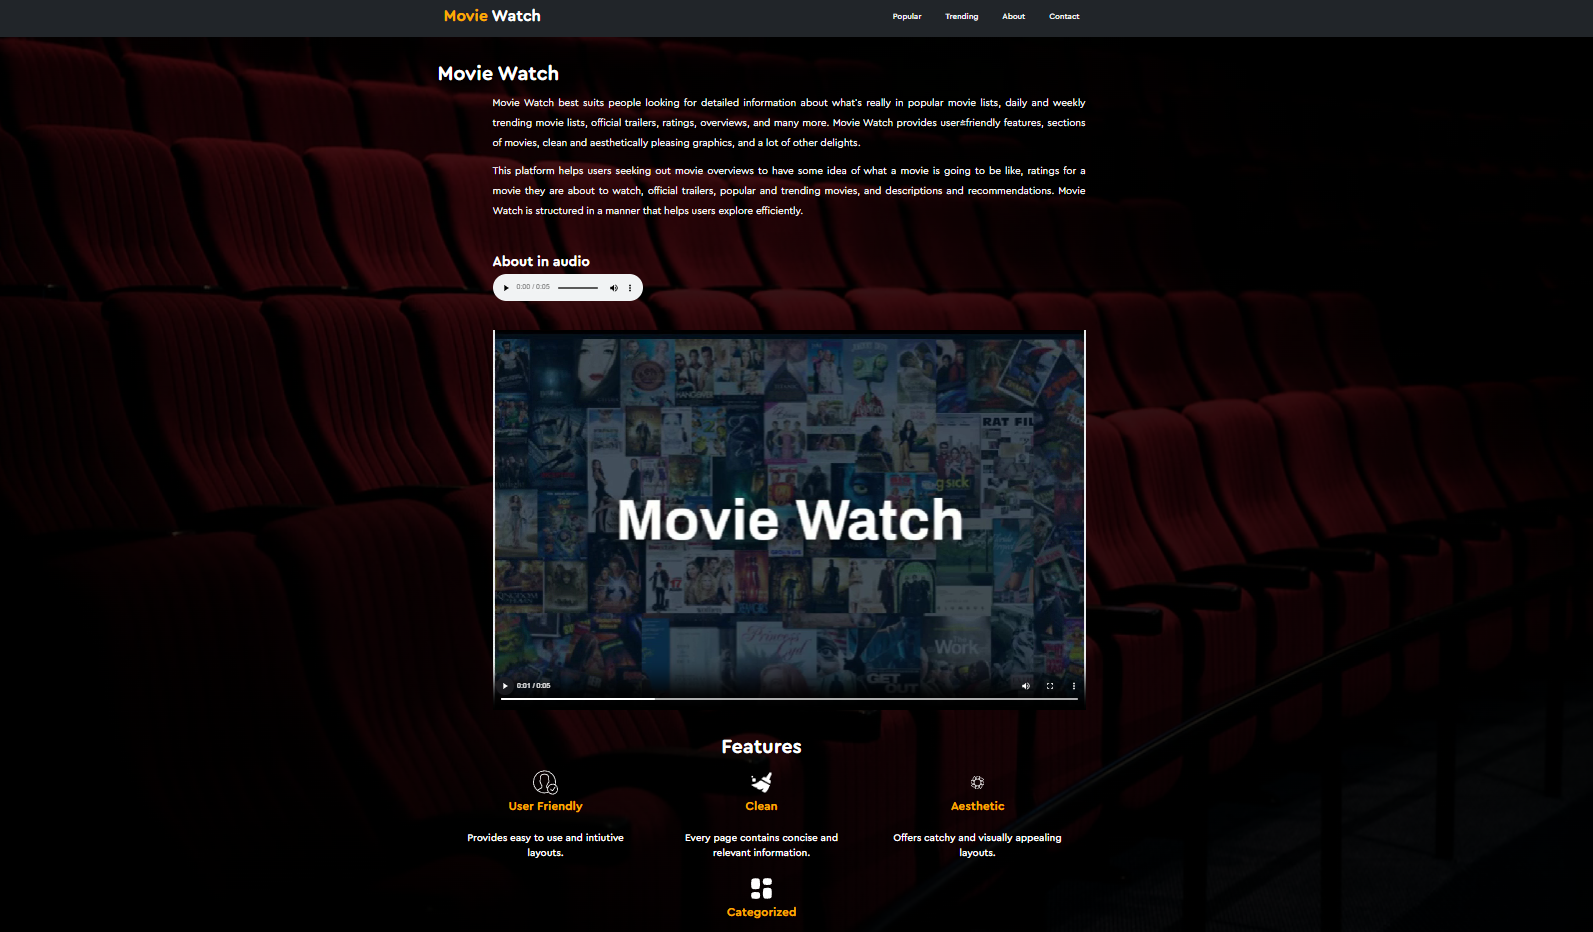 Movie Watch
Popular
Trending
About
Contact
Movie Watch
Movie Watch best suits people looking for detailed information about what's really in popular movie lists, daily and weekly
trending movie lists, official trailers, ratings, overviews, and many more. Movie Watch provides user-friendly features, sections
of movies, clean and aesthetically pleasing graphics, and a lot of other delights.
This platform helps users seeking out movie overviews to have some idea of what a movie is going to be like, ratings for a
movie they are about to watch, official trailers, popular and trending movies, and descriptions and recommendations. Movie
Watch is structured in a manner that helps users explore efficiently.
About in audio
0:00 / 0:05
RAT FIL
sick
Movie Watch
17
Work
GET
OUT
0:01 / 0:05
Features
User Friendly
Clean
Aesthetic
Provides easy to use and intiutive
layouts.
Every page contains concise and
relevant information.
Offers catchy and visually appealing
layouts.
Categorized